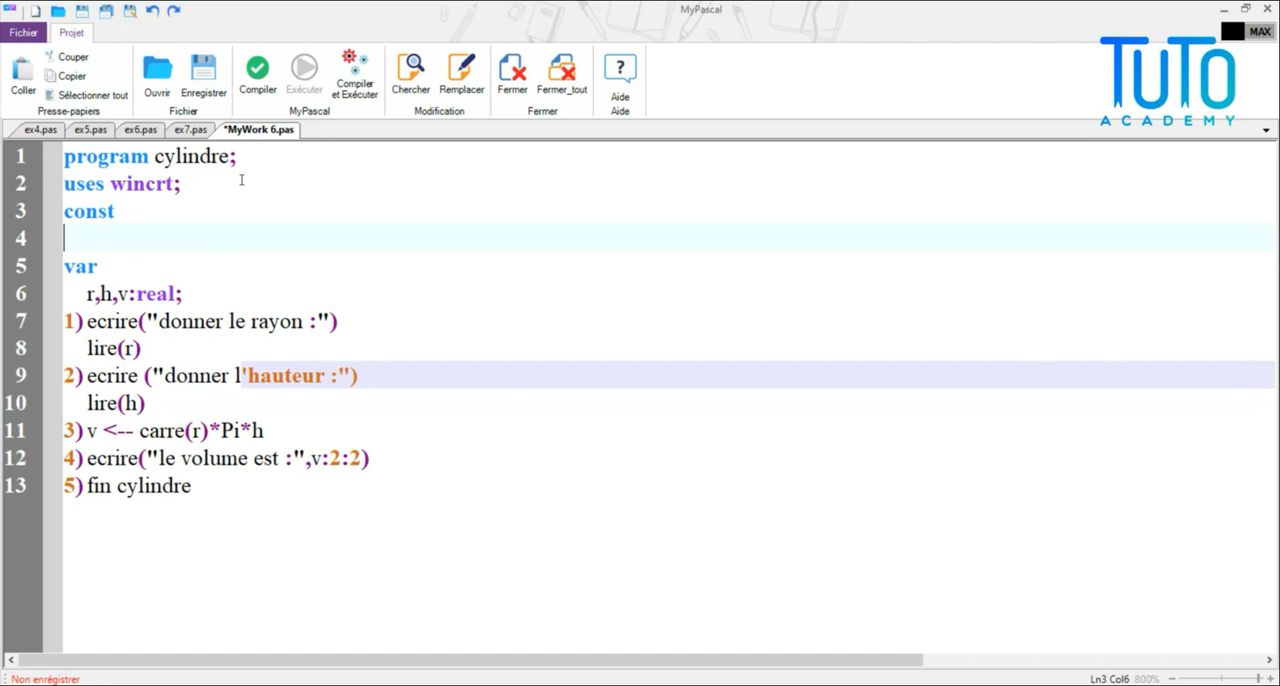 MyPascal
Fichier Projet MAX
Coller
Couper
Copier
Sélectionner tout
Presse-papiers
Ouvrir Enregistrer
Fichier
Compiler Exécuter Compiler et Exécuter
MyPascal
Chercher Remplacer
Modification
Fermer Fermer_tout
Fermer
Aide
Aide
TUTO
ACADEMY
ex4.pas ex5.pas ex6.pas ex7.pas *MyWork 6.pas
1 program cylindre;
2 uses wincrt;
3 const
4
5 var
6 r,h,v:real;
7 1) ecrire("donner le rayon :")
8 lire(r)
9 2) ecrire ("donner l'hauteur :")
10 lire(h)
11 3) v <-- carre(r)*Pi*h
12 4) ecrire("le volume est :",v:2:2)
13 5) fin cylindre
Non enrégistrer Ln3 Col6 800%